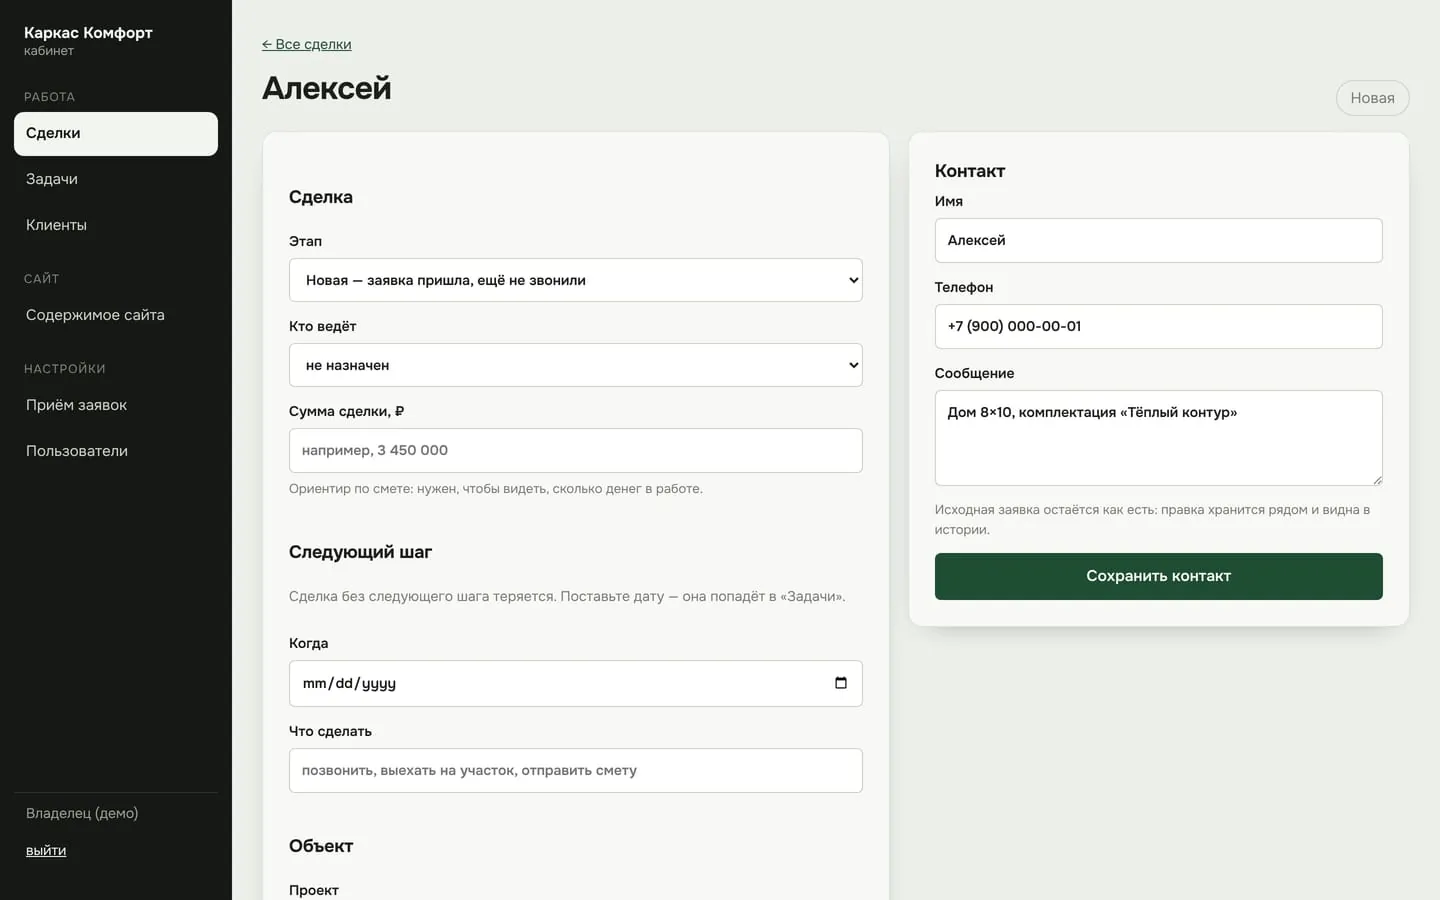 Каркас Комфорт
кабинет
РАБОТА
Сделки
Задачи
Клиенты
САЙТ
Содержимое сайта
НАСТРОЙКИ
Приём заявок
Пользователи
Владелец (демо)
выйти
← Все сделки
Алексей
Новая
Сделка
Этап
Новая — заявка пришла, ещё не звонили
Кто ведёт
не назначен
Сумма сделки, ₽
например, 3 450 000
Ориентир по смете: нужен, чтобы видеть, сколько денег в работе.
Следующий шаг
Сделка без следующего шага теряется. Поставьте дату — она попадёт в «Задачи».
Когда
mm/dd/yyyy
Что сделать
позвонить, выехать на участок, отправить смету
Объект
Проект
Контакт
Имя
Алексей
Телефон
+7 (900) 000-00-01
Сообщение
Дом 8×10, комплектация «Тёплый контур»
Исходная заявка остаётся как есть: правка хранится рядом и видна в
истории.
Сохранить контакт